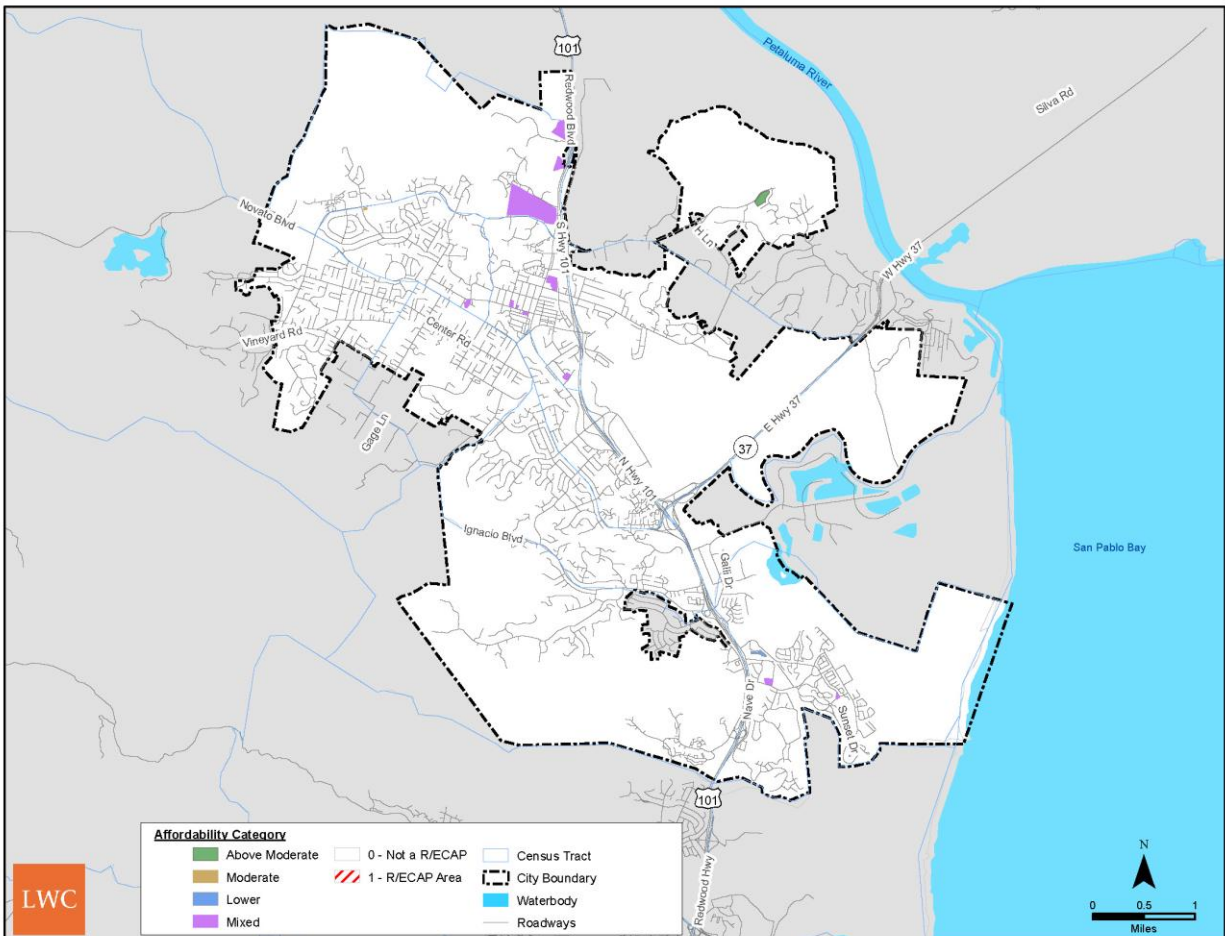 101
Redwood Blvd
Petaluma River
Silva Rd
Novato Blvd
S Hwy 101
H Ln
W Hwy 37
Vineyard Rd
Center Rd
Gage Ln
E Hwy 37
37
N Hwy 101
Ignacio Blvd
Galli Dr
San Pablo Bay
Nave Dr
Sunset Dr
101
Redwood Hwy
Affordability Category
Above Moderate
Moderate
Lower
Mixed
0 - Not a R/ECAP
1 - R/ECAP Area
Census Tract
City Boundary
Waterbody
Roadways
LWC
N
0 0.5 1
Miles